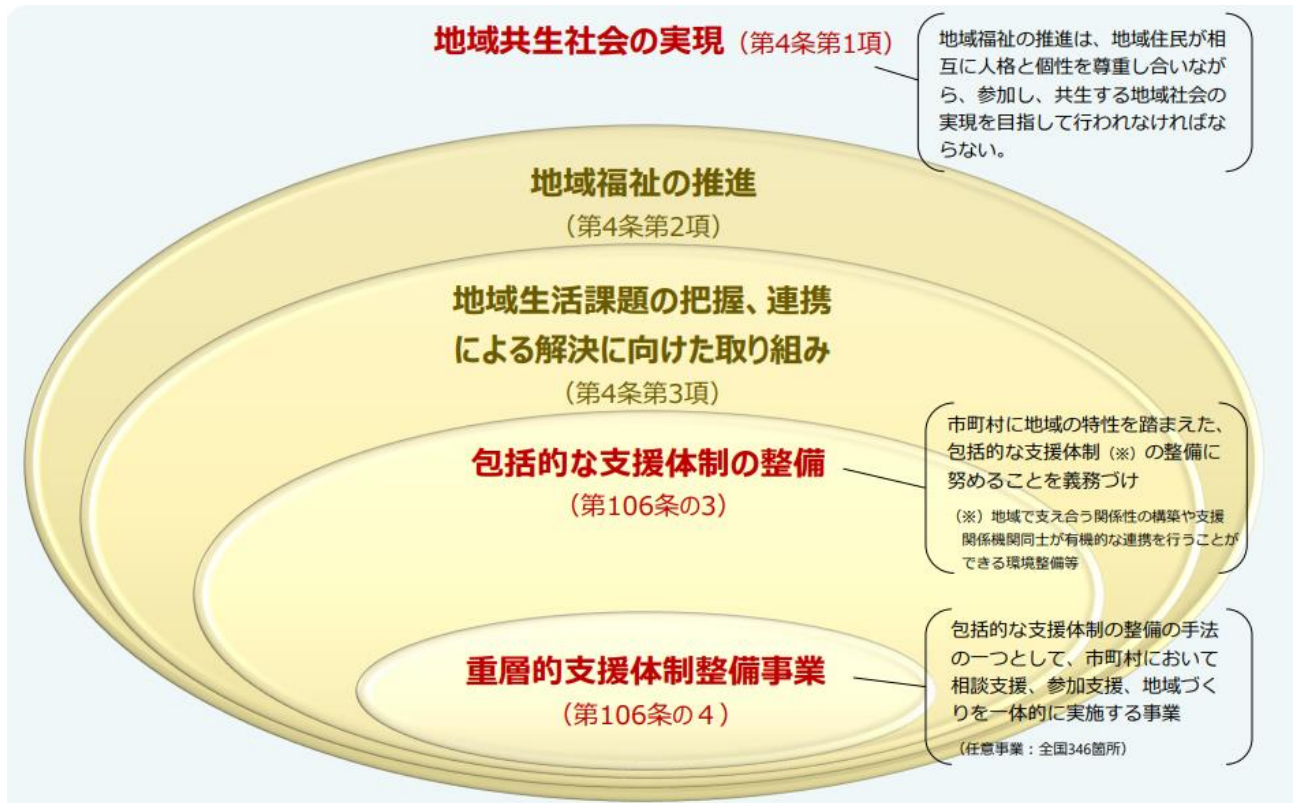 地域共生社会の実現（第4条第1項）
地域福祉の推進は、地域住民が相
互に人格と個性を尊重し合いなが
ら、参加し、共生する地域社会の
実現を目指して行われなければな
らない。
地域福祉の推進
（第4条第2項）
地域生活課題の把握、連携
による解決に向けた取り組み
（第4条第3項）
包括的な支援体制の整備
（第106条の3）
市町村に地域の特性を踏まえた、
包括的な支援体制（※）の整備に
努めることを義務づけ
（※）地域で支え合う関係性の構築や支援
関係機関同士が有機的な連携を行うことが
できる環境整備等
重層的支援体制整備事業
（第106条の４）
包括的な支援体制の整備の手法
の一つとして、市町村において
相談支援、参加支援、地域づく
りを一体的に実施する事業
（任意事業：全国346箇所）